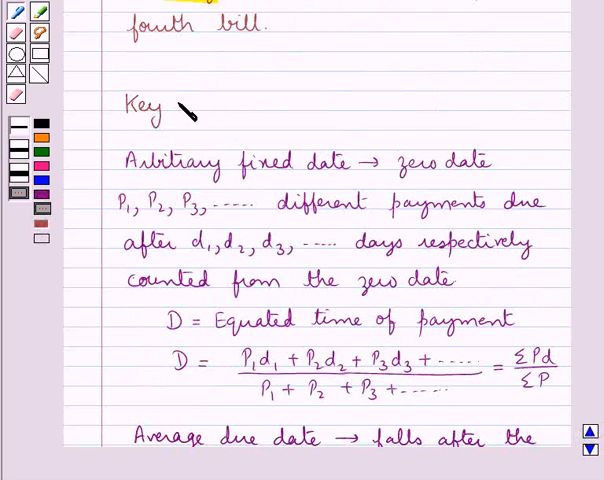 fourth bill.
Key
Arbitiary fixed date → zero date
P₁, P₂, P₃, ..... different payments due
after d₁, d₂, d₃, ..... days respectively
counted from the zero date
D = Equated time of payment
D = (P₁d₁ + P₂d₂ + P₃d₃ + .....)/(P₁ + P₂ + P₃ + ......) = ΣPd/ΣP
Average due date → falls after the